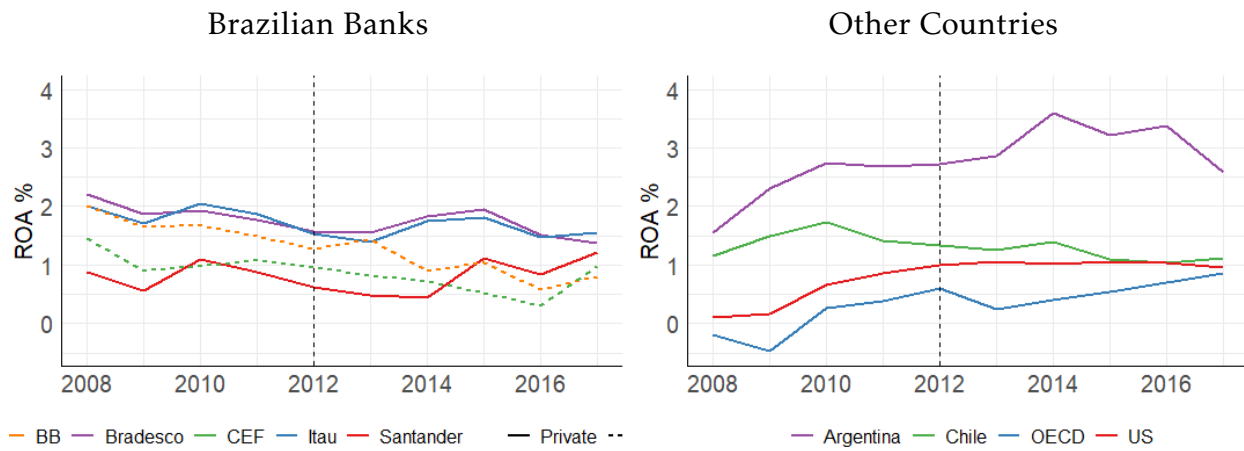 Brazilian Banks
ROA %
4
3
2
1
0
2008 2010 2012 2014 2016
BB Bradesco CEF Itau Santander Private
Other Countries
ROA %
4
3
2
1
0
2008 2010 2012 2014 2016
Argentina Chile OECD US